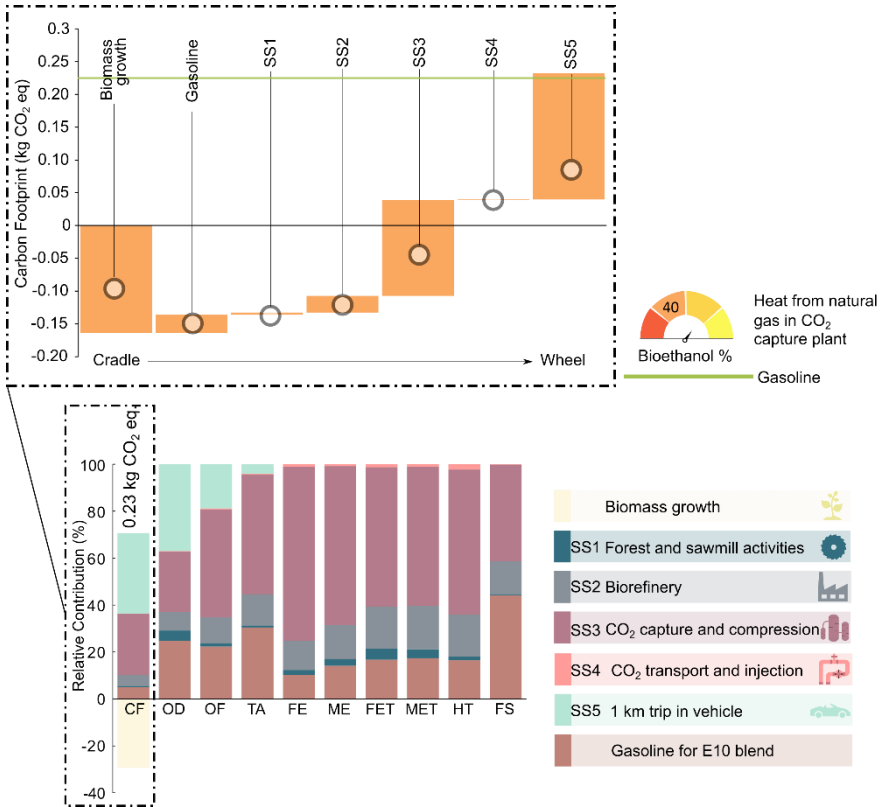 0.3
0.25
0.20
0.15
0.10
0.05
0
-0.05
-0.10
-0.15
-0.20
Carbon Footprint (kg CO₂ eq)
Biomass
growth
Gasoline
SS1
SS2
SS3
SS4
SS5
Cradle
Wheel
40
Bioethanol %
Heat from natural
gas in CO₂
capture plant
Gasoline
0.23 kg CO₂ eq.
100
80
60
40
20
0
-20
-40
Relative Contribution (%)
CF
OD
OF
TA
FE
ME
FET
MET
HT
FS
Biomass growth
SS1 Forest and sawmill activities
SS2 Biorefinery
SS3 CO₂ capture and compression
SS4 CO₂ transport and injection
SS5 1 km trip in vehicle
Gasoline for E10 blend